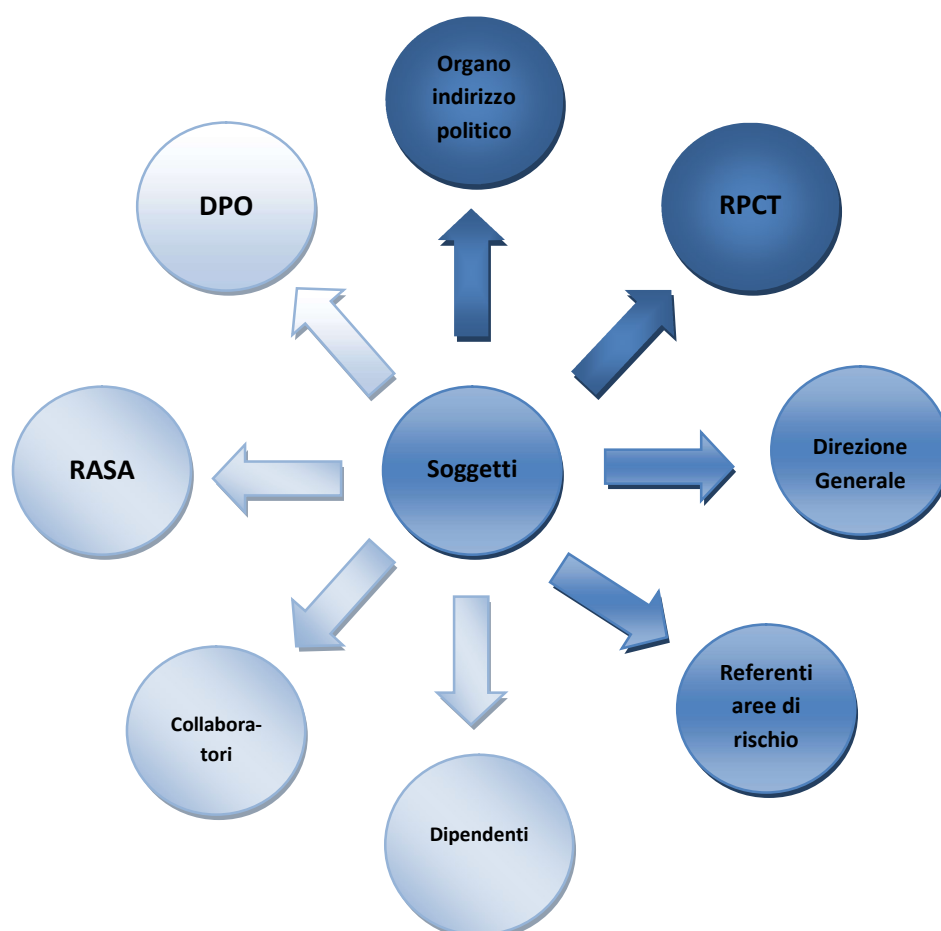 Organo
indirizzo
politico
DPO
RPCT
Direzione
Generale
RASA
Soggetti
Referenti
aree di
rischio
Collabora-
tori
Dipendenti